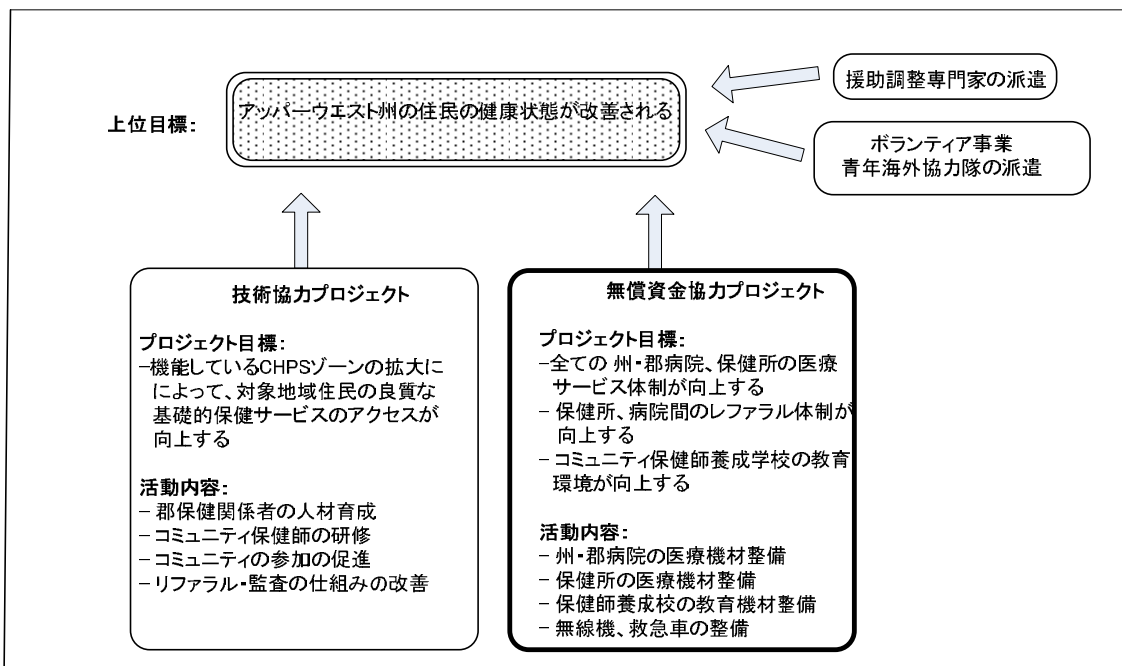 援助調整専門家の派遣
アッパーウエスト州の住民の健康状態が改善される
上位目標:
ボランティア事業
青年海外協力隊の派遣
技術協力プロジェクト
プロジェクト目標:
−機能しているCHPSゾーンの拡大に
によって、対象地域住民の良質な
基礎的保健サービスのアクセスが
向上する
活動内容:
− 郡保健関係者の人材育成
− コミュニティ保健師の研修
− コミュニティの参加の促進
− リファラル・監査の仕組みの改善
無償資金協力プロジェクト
プロジェクト目標:
−全ての 州・郡病院、保健所の医療
サービス体制が向上する
− 保健所、病院間のレファラル体制が
向上する
− コミュニティ保健師養成学校の教育
環境が向上する
活動内容:
− 州・郡病院の医療機材整備
− 保健所の医療機材整備
− 保健師養成校の教育機材整備
− 無線機、救急車の整備